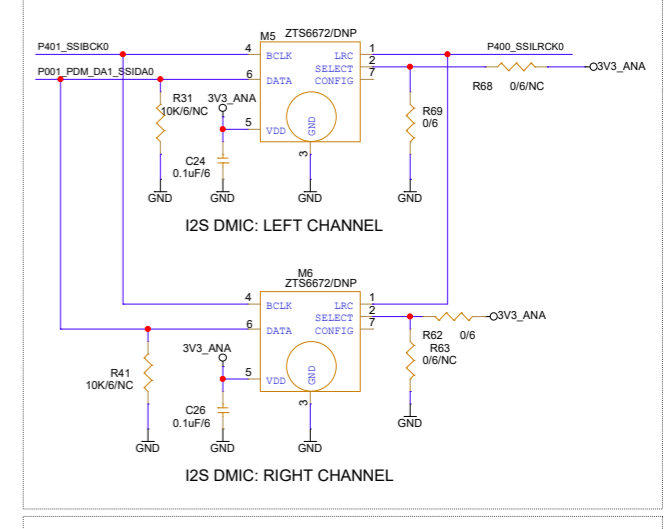 M5 ZTS6672/DNP
P401_SSIBCK0 4 BCLK LRC 1 P400_SSILRCK0
SELECT 2 3V3_ANA
P001_PDM_DA1_SSIDA0 6 DATA CONFIG 7
R68 0/6/NC
R31 3V3_ANA
10K/6/NC
R69
0/6
5 VDD GND
3
C24
0.1uF/6
GND GND GND GND
I2S DMIC: LEFT CHANNEL
M6
ZTS6672/DNP
4 BCLK LRC 1
SELECT 2 3V3_ANA
6 DATA CONFIG 7
R62 0/6
R63
0/6/NC
3V3_ANA
R41
10K/6/NC
5 VDD GND
3
C26
0.1uF/6
GND
GND GND GND
I2S DMIC: RIGHT CHANNEL